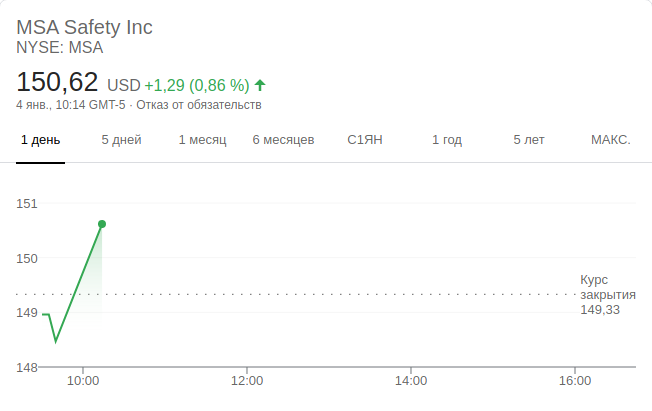 MSA Safety Inc
NYSE: MSA
150,62 USD +1,29 (0,86 %)
4 янв., 10:14 GMT-5 · Отказ от обязательств
1 день 5 дней 1 месяц 6 месяцев С1ЯН 1 год 5 лет МАКС.
151
150
Курс
закрытия
149,33
149
148
10:00 12:00 14:00 16:00